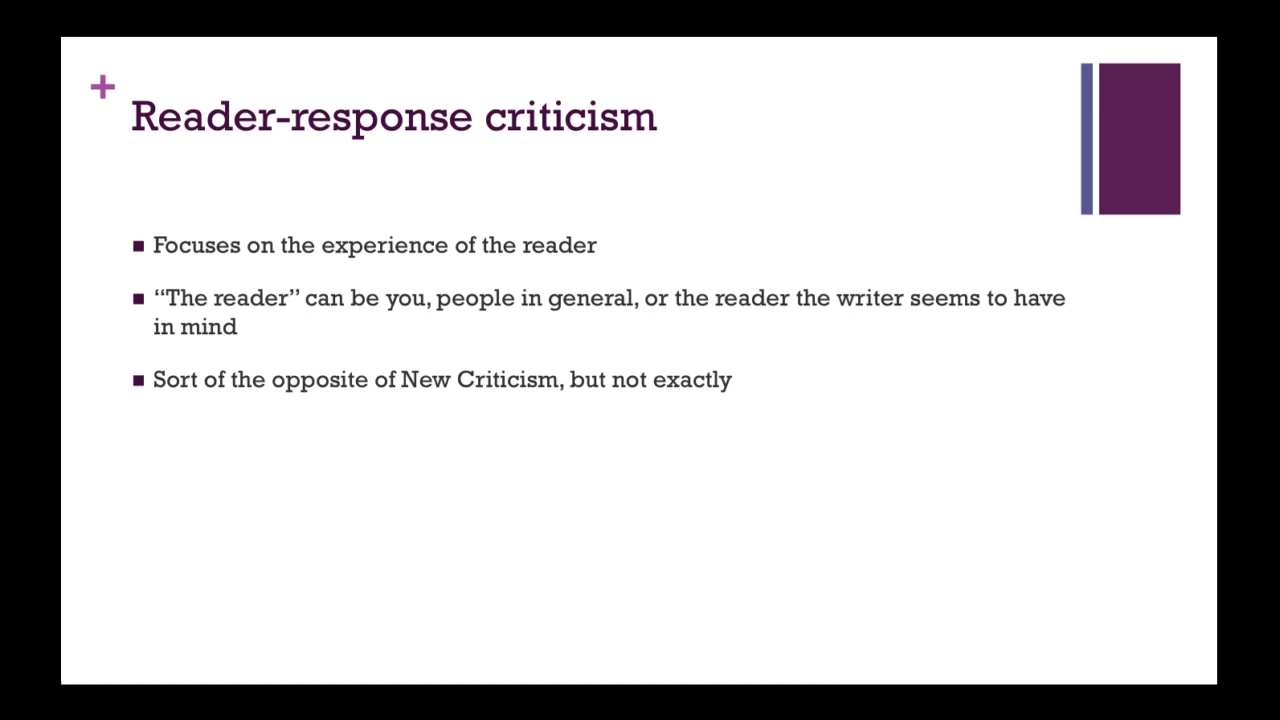 +
Reader-response criticism
■ Focuses on the experience of the reader
■ “The reader” can be you, people in general, or the reader the writer seems to have
in mind
■ Sort of the opposite of New Criticism, but not exactly